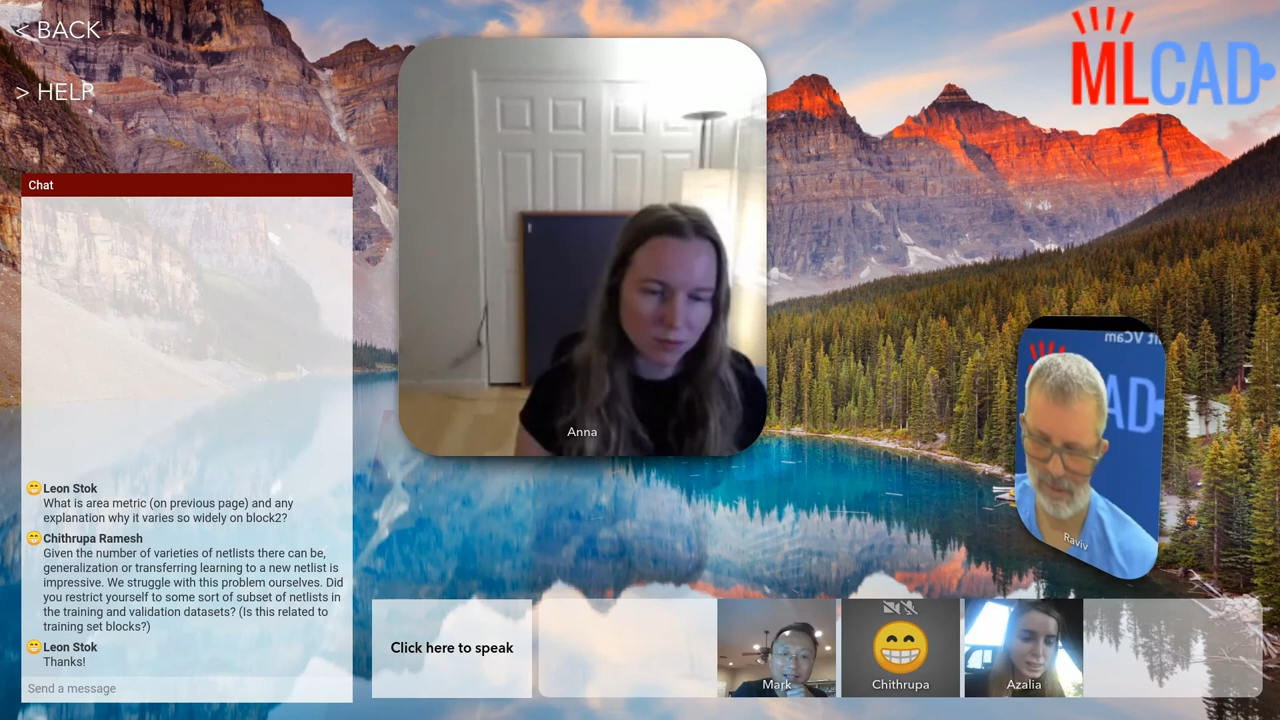 < BACK
> HELP
MLCAD
Chat
Leon Stok
What is area metric (on previous page) and any
explanation why it varies so widely on block2?
Chithrupa Ramesh
Given the number of varieties of netlists there can be,
generalization or transferring learning to a new netlist is
impressive. We struggle with this problem ourselves. Did
you restrict yourself to some sort of subset of netlists in
the training and validation datasets? (Is this related to
training set blocks?)
Leon Stok
Thanks!
Send a message
Anna
VCam
AD
Raviv
Click here to speak
Mark
Chithrupa
Azalia